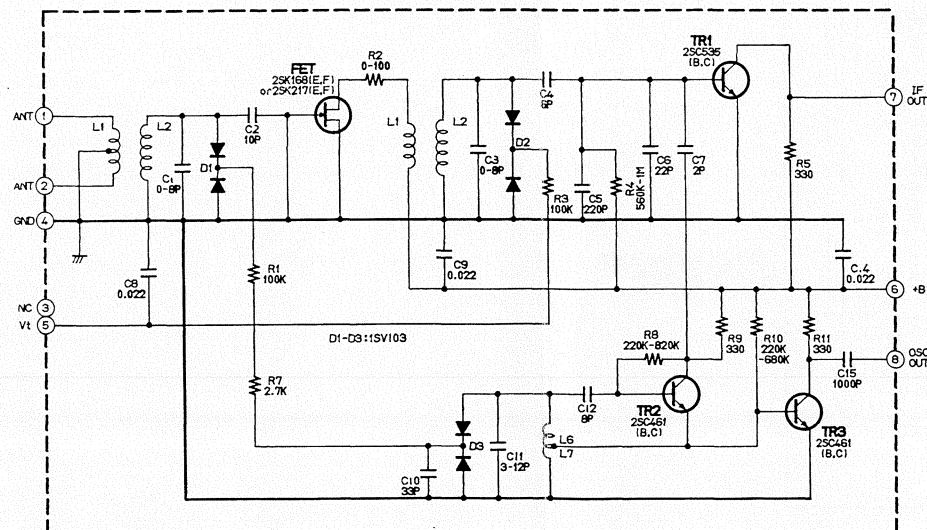 FET
2SK168(E,F)
or2SK217(E,F)
R2
0-100
TR1
2SC535
(B,C)
7
IF
OUT
ANT
1
L1
L2
C2
10P
C1
0-8P
D1
L1
L2
C3
0-8P
C4
6P
D2
R3
100K
C5
220P
R4
560K-1M
C6
22P
C7
2P
R5
330
ANT
2
GND
4
C8
0.022
R1
100K
C9
0.022
C.4
0.022
6
+B
NC
3
Vt
5
D1-D3:1SV103
R8
220K-820K
R9
330
R10
220K
-680K
R11
330
8
OSC
OUT
C15
1000P
R7
2.7K
C12
8P
TR2
2SC461
(B,C)
TR3
2SC461
(B,C)
D3
C11
3-12P
L6
L7
C10
33P